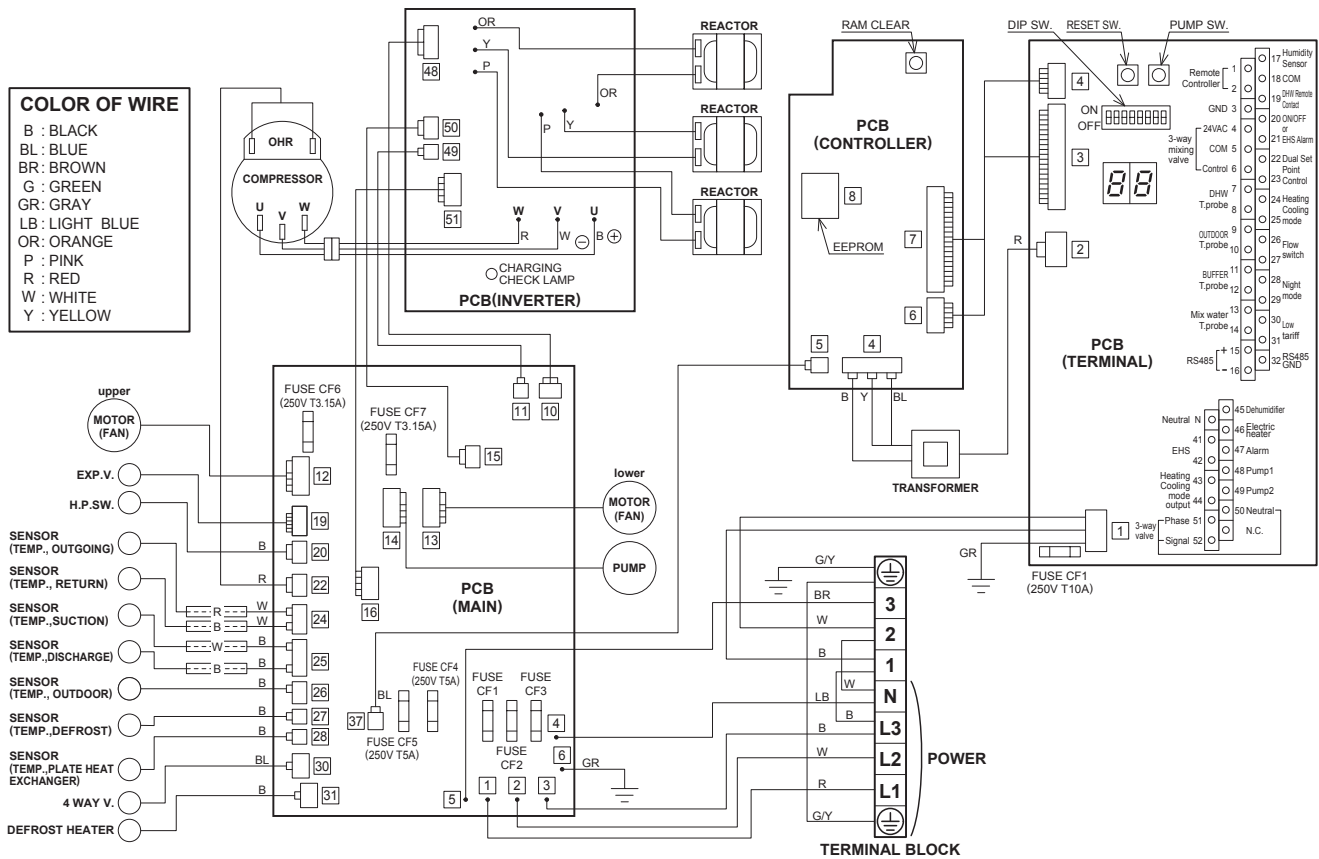 COLOR OF WIRE
B : BLACK
BL : BLUE
BR : BROWN
G : GREEN
GR : GRAY
LB : LIGHT BLUE
OR : ORANGE
P : PINK
R : RED
W : WHITE
Y : YELLOW
OHR
COMPRESSOR
U
V
W
48
50
49
51
OR
Y
P
OR
P
Y
W
V
U
R
W
B
⊖
⊕
CHARGING
CHECK LAMP
PCB(INVERTER)
REACTOR
REACTOR
REACTOR
RAM CLEAR
PCB
(CONTROLLER)
8
EEPROM
7
6
5
4
B
Y
BL
TRANSFORMER
R
DIP SW.
RESET SW.
PUMP SW.
4
3
2
ON
OFF
88
PCB
(TERMINAL)
Remote
Controller
1
2
GND 3
3-way
mixing
valve
24VAC 4
COM 5
Control 6
DHW
T.probe
7
8
OUTDOOR
T.probe
9
10
BUFFER
T.probe
11
12
Mix water
T.probe
13
14
RS485
+ 15
- 16
17 Humidity
Sensor
18 COM
19 DHW Remote
Contact
20 ON/OFF
or
21 EHS Alarm
22 Dual Set
Point
23 Control
24 Heating
Cooling
25 mode
26 Flow
switch
27
28 Night
mode
29
30 Low
tariff
31
32 RS485
GND
Neutral N
41
EHS
42
Heating
Cooling
mode
output
43
44
3-way
valve
Phase 51
Signal 52
45 Dehumidifier
46 Electric
heater
47 Alarm
48 Pump1
49 Pump2
50 Neutral
N.C.
1
GR
FUSE CF1
(250V T10A)
upper
MOTOR
(FAN)
EXP.V.
H.P.SW.
SENSOR
(TEMP., OUTGOING)
SENSOR
(TEMP., RETURN)
SENSOR
(TEMP.,SUCTION)
SENSOR
(TEMP.,DISCHARGE)
SENSOR
(TEMP., OUTDOOR)
SENSOR
(TEMP.,DEFROST)
SENSOR
(TEMP.,PLATE HEAT
EXCHANGER)
4 WAY V.
DEFROST HEATER
B
R
R
W
B
W
W
B
B
B
B
B
B
BL
B
FUSE CF6
(250V T3.15A)
FUSE CF7
(250V T3.15A)
11
10
15
12
19
20
22
24
25
26
27
28
30
31
14
13
16
PCB
(MAIN)
37
BL
FUSE CF4
(250V T5A)
FUSE CF5
(250V T5A)
FUSE
CF1
FUSE
CF2
FUSE
CF3
4
6
GR
5
1
2
3
lower
MOTOR
(FAN)
PUMP
G/Y
BR
W
B
W
LB
B
B
W
R
G/Y
3
2
1
N
L3
L2
L1
POWER
TERMINAL BLOCK